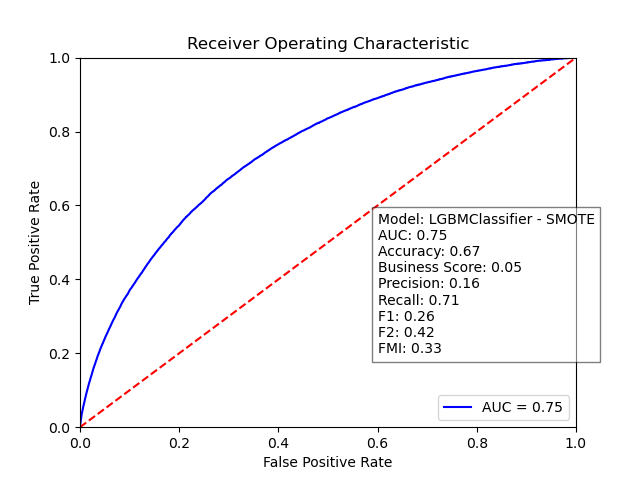 Receiver Operating Characteristic
1.0
0.8
0.6
0.4
0.2
0.0
True Positive Rate
Model: LGBMClassifier - SMOTE
AUC: 0.75
Accuracy: 0.67
Business Score: 0.05
Precision: 0.16
Recall: 0.71
F1: 0.26
F2: 0.42
FMI: 0.33
AUC = 0.75
0.0 0.2 0.4 0.6 0.8 1.0
False Positive Rate